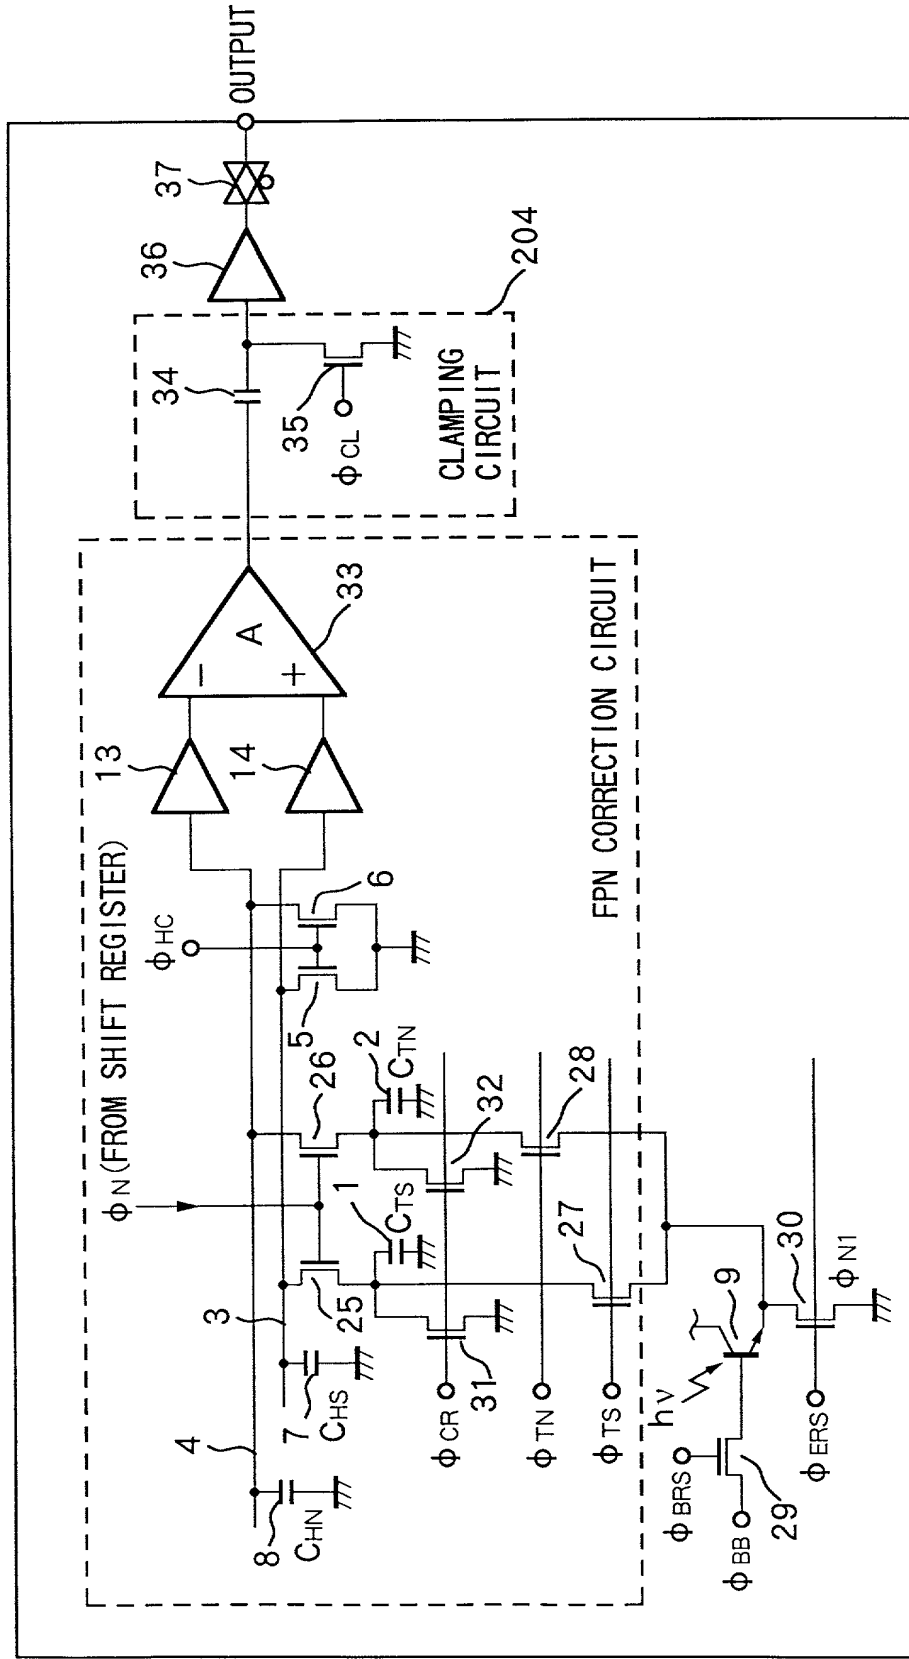 OUTPUT
37
36
204
34
35
φCL
CLAMPING
CIRCUIT
33
A
−
+
13
14
FPN CORRECTION CIRCUIT
φN (FROM SHIFT REGISTER)
φHC
6
5
26
2
CTN
32
28
1
CTS
27
25
3
31
4
7
CHS
8
CHN
φCR
φTN
φTS
30
φN1
9
hν
φERS
φBRS
29
φBB